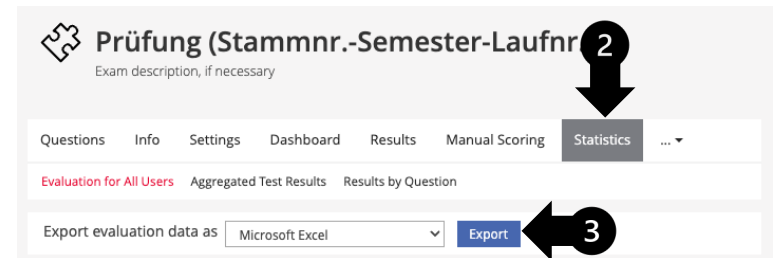 Prüfung (Stammnr.-Semester-Laufnr.
2
Exam description, if necessary
Questions Info Settings Dashboard Results Manual Scoring Statistics ...
Evaluation for All Users Aggregated Test Results Results by Question
Export evaluation data as Microsoft Excel Export 3